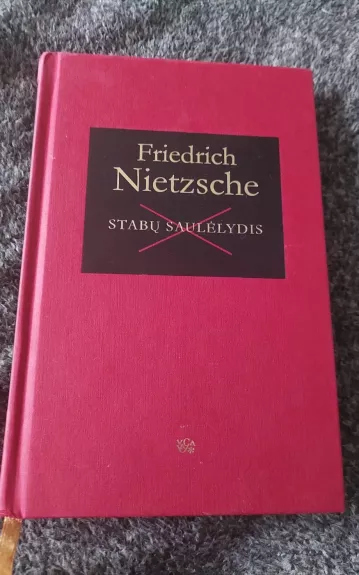 Friedrich
Nietzsche
STABŲ SAULĖLYDIS